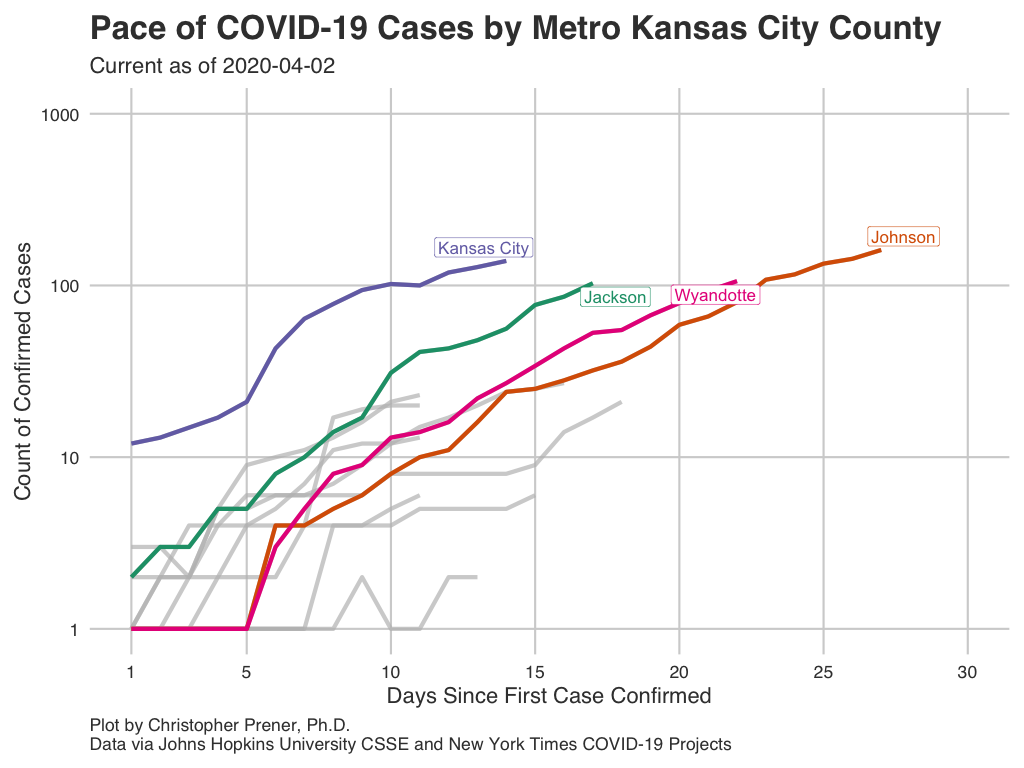 Pace of COVID-19 Cases by Metro Kansas City County
Current as of 2020-04-02
Count of Confirmed Cases
1000
100
10
1
Kansas City
Jackson
Wyandotte
Johnson
1 5 10 15 20 25 30
Days Since First Case Confirmed
Plot by Christopher Prener, Ph.D.
Data via Johns Hopkins University CSSE and New York Times COVID-19 Projects